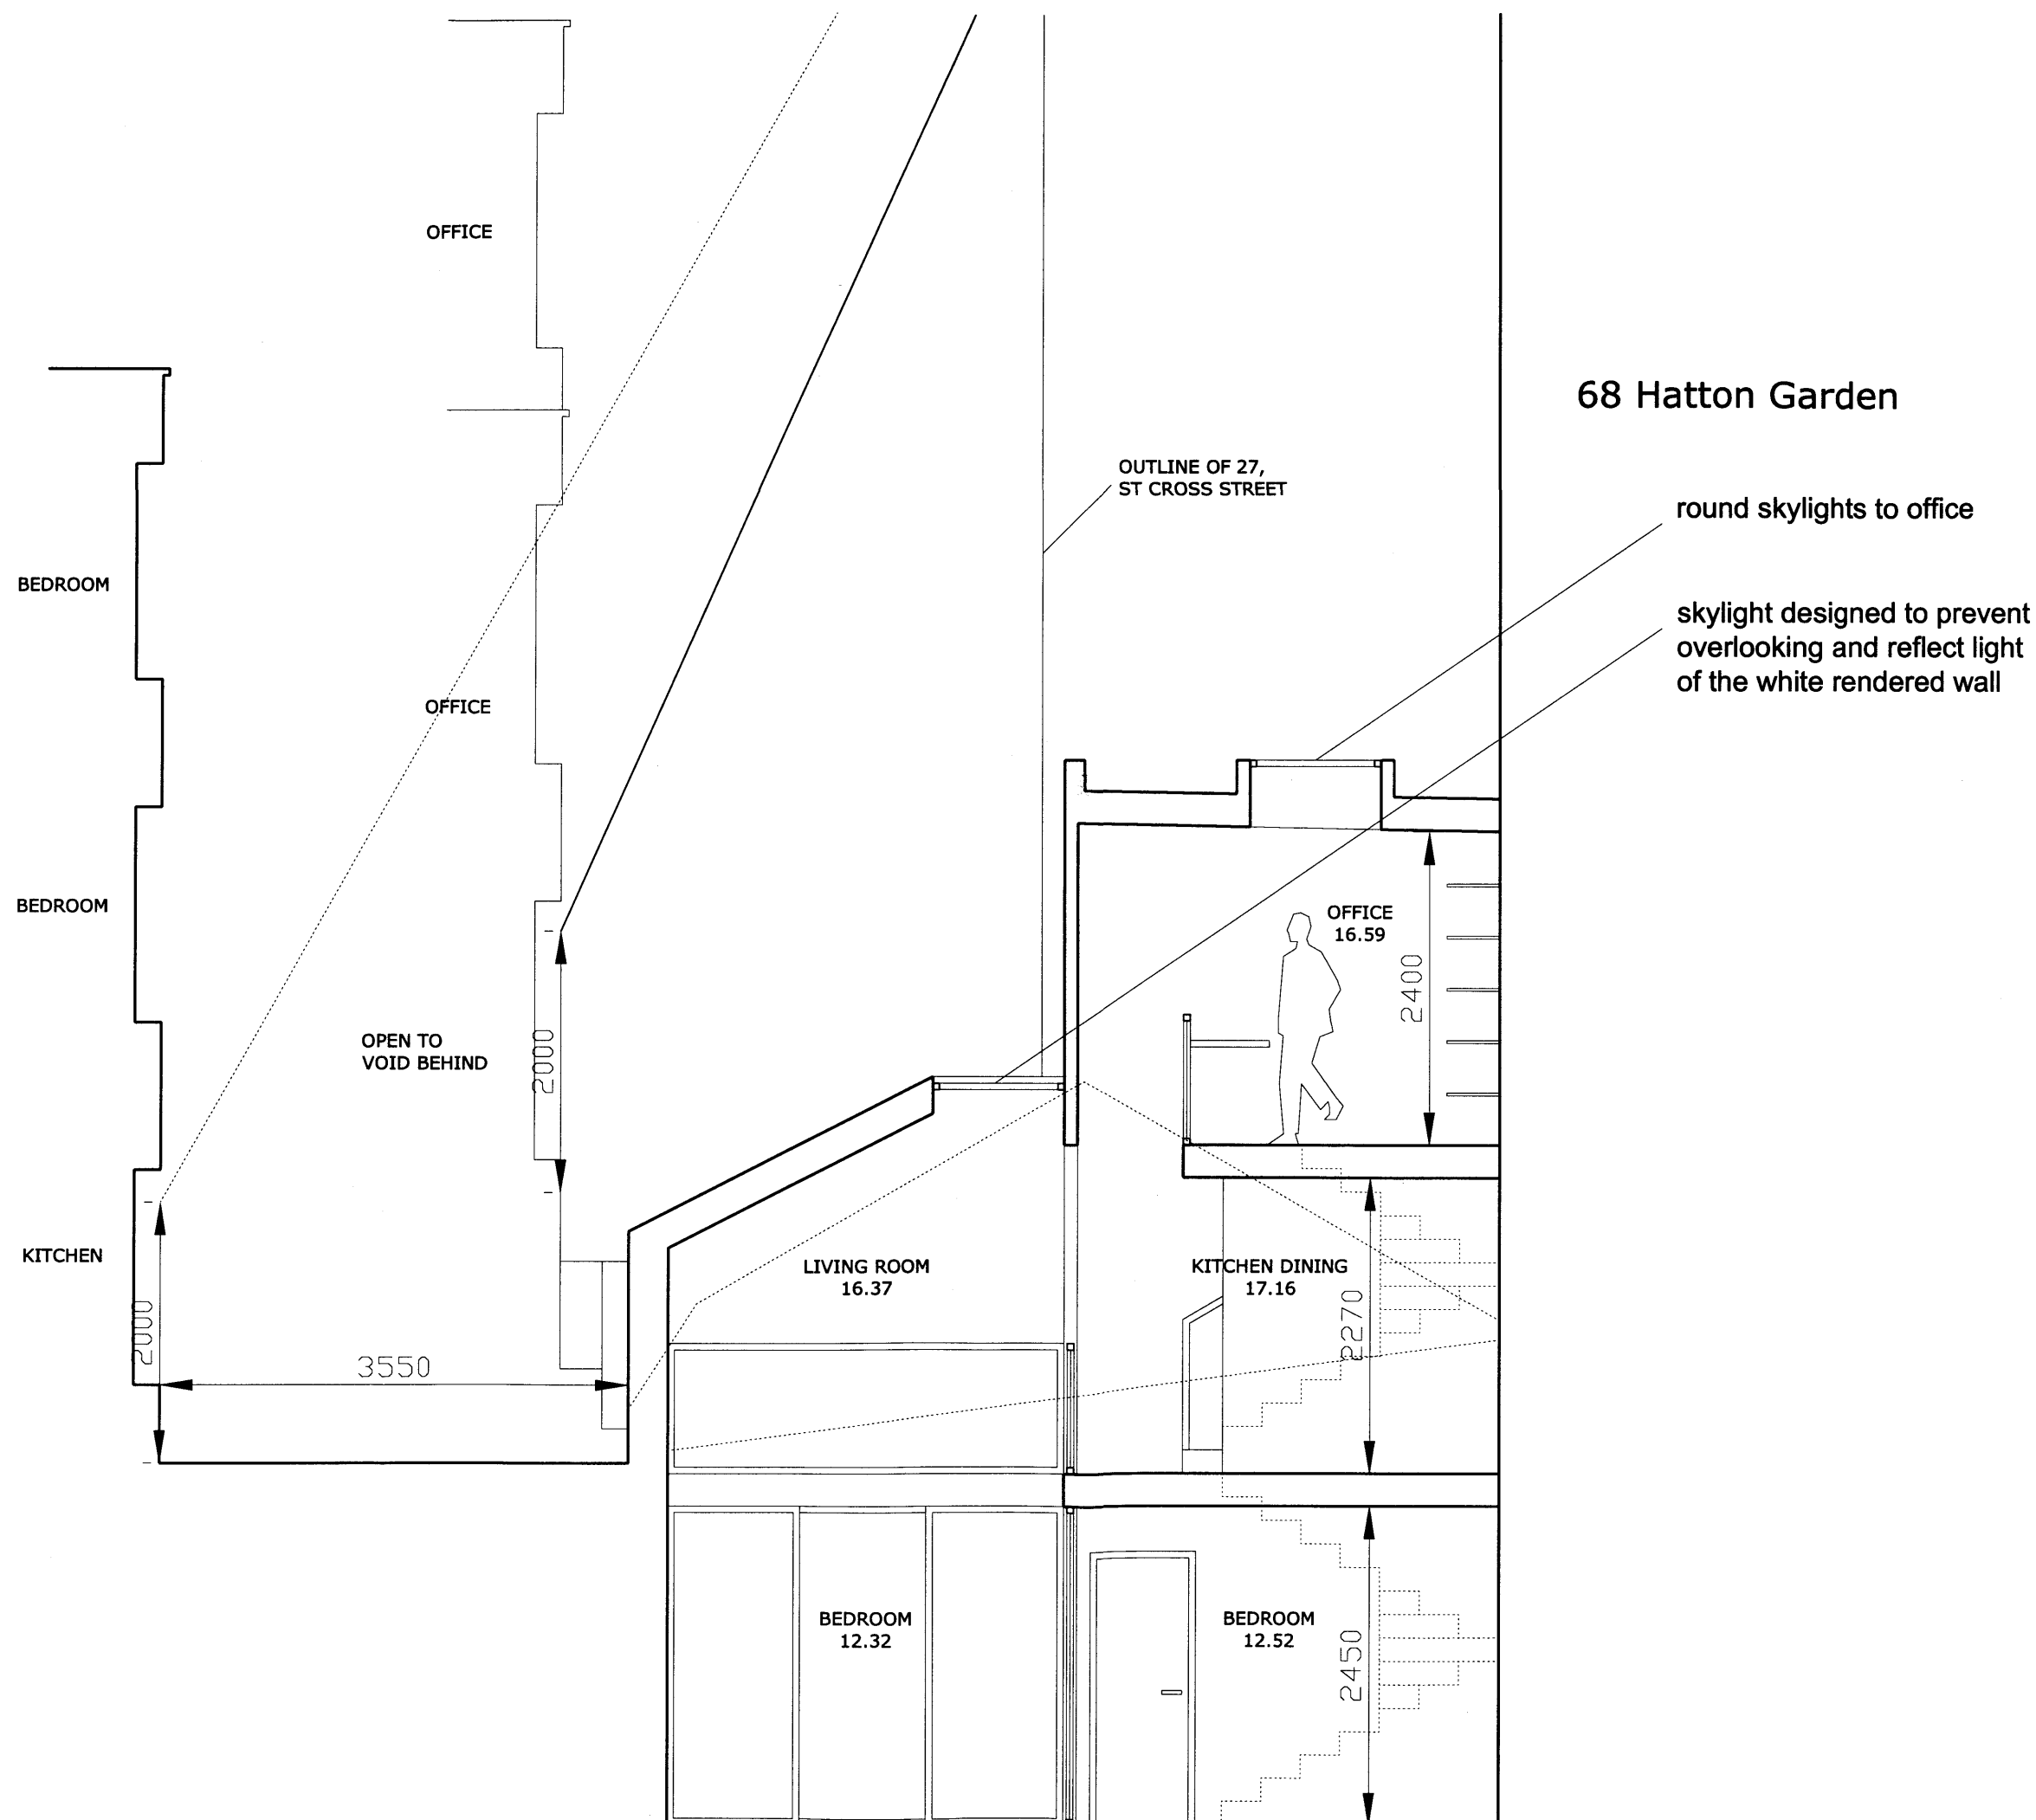 OFFICE
68 Hatton Garden
OUTLINE OF 27,
ST CROSS STREET
round skylights to office
BEDROOM
skylight designed to prevent
overlooking and reflect light
of the white rendered wall
OFFICE
BEDROOM
OFFICE
16.59
2400
OPEN TO
VOID BEHIND
2000
KITCHEN
LIVING ROOM
16.37
KITCHEN DINING
17.16
2270
2000
3550
BEDROOM
12.32
BEDROOM
12.52
2450